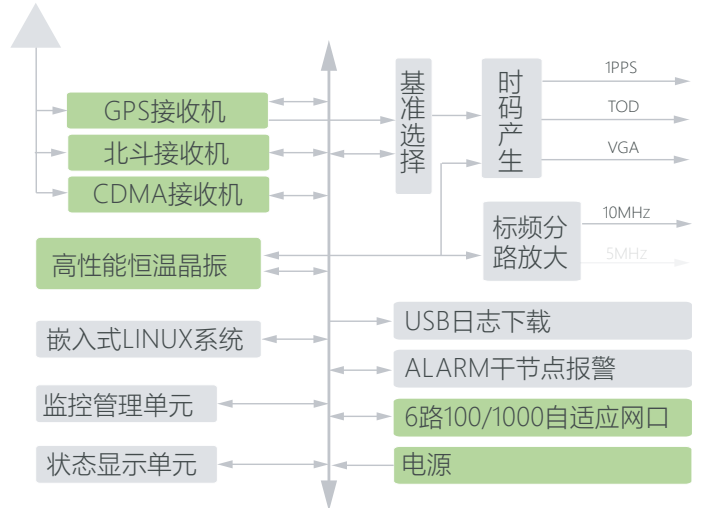 GPS接收机
北斗接收机
CDMA接收机
高性能恒温晶振
嵌入式LINUX系统
监控管理单元
状态显示单元
基准选择
时码产生
1PPS
TOD
VGA
标频分
路放大
10MHz
5MHz
USB日志下载
ALARM干节点报警
6路100/1000自适应网口
电源